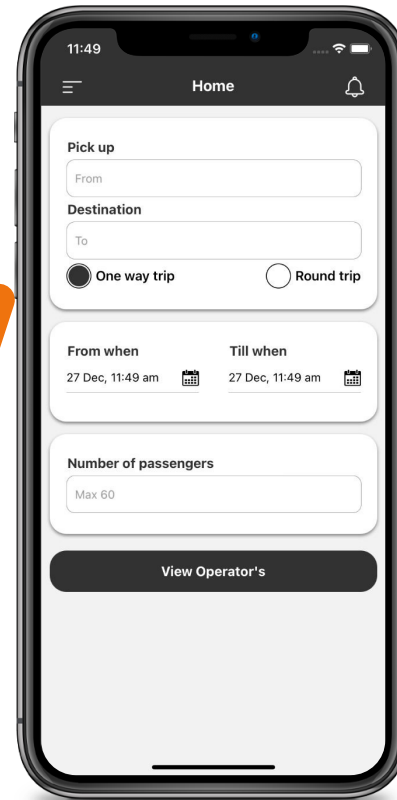 11:49
Home
Pick up
From
Destination
To
One way trip Round trip
From when Till when
27 Dec, 11:49 am 27 Dec, 11:49 am
Number of passengers
Max 60
View Operator's